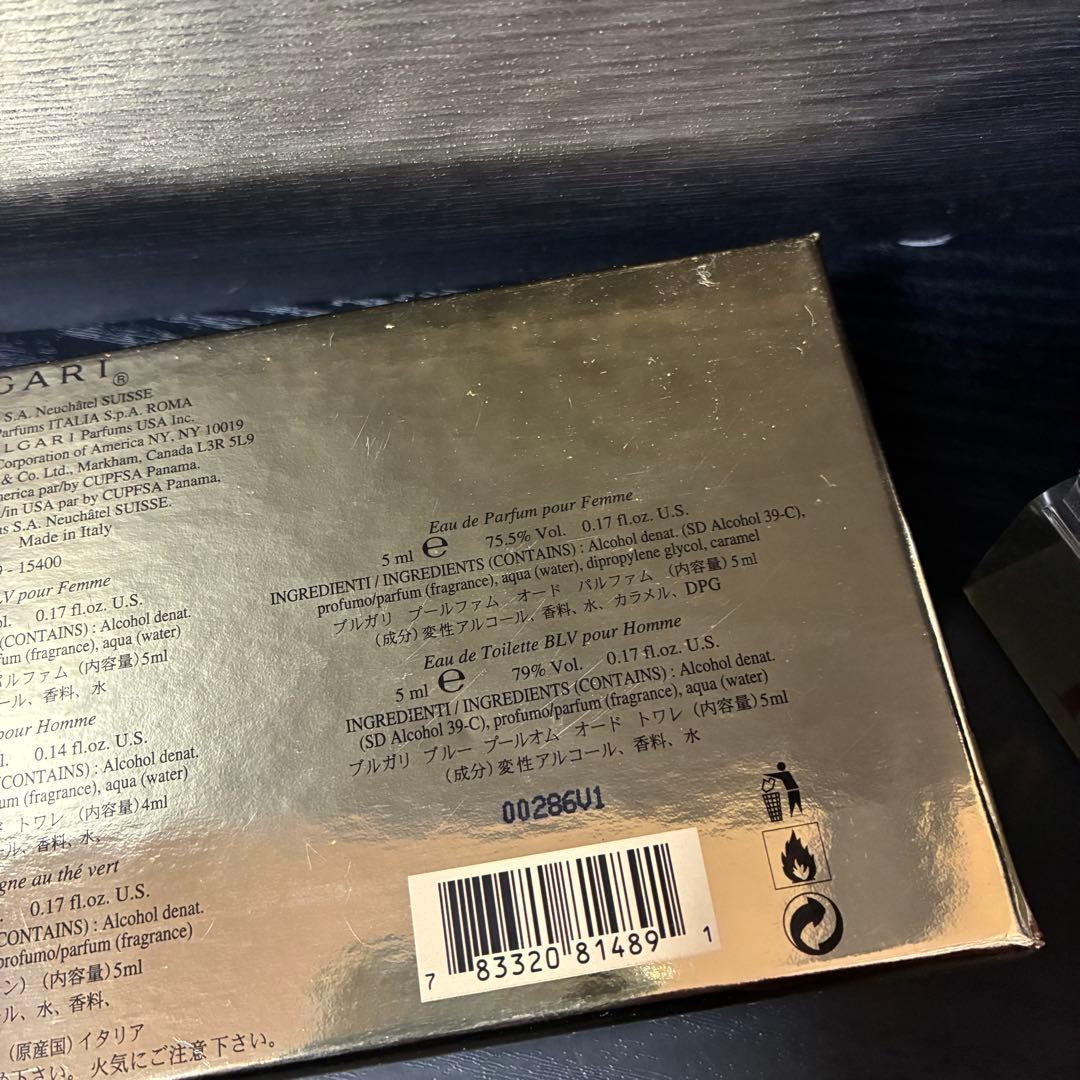 GARI®
S.A. Neuchâtel SUISSE
Parfums ITALIA S.p.A. ROMA
LGARI Parfums USA Inc.
Corporation of America NY, NY 10019
& Co. Ltd., Markham, Canada L3R 5L9
merica par/by CUPFSA Panama.
/in USA par by CUPFSA Panama,
S.A. Neuchâtel SUISSE.
Made in Italy
- 15400
LV pour Femme
0.17 fl.oz. U.S.
(CONTAINS) : Alcohol denat.
um (fragrance), aqua (water)
パルファム (内容量)5ml
ール、香料、水
pour Homme
0.14 fl.oz. U.S.
(CONTAINS) : Alcohol denat.
um (fragrance), aqua (water)
トワレ (内容量)4ml
ル、香料、水、
gne au thé vert
0.17 fl.oz. U.S.
CONTAINS) : Alcohol denat.
profumo/parfum (fragrance)
ン) (内容量)5ml
ル、水、香料、
(原産国)イタリア
下さい。火気にご注意下さい。
Eau de Parfum pour Femme
5 ml e 75.5% Vol. 0.17 fl.oz. U.S.
INGREDIENTI / INGREDIENTS (CONTAINS) : Alcohol denat. (SD Alcohol 39-C),
profumo/parfum (fragrance), aqua (water), dipropylene glycol, caramel
ブルガリ プールファム オード パルファム (内容量)5ml
(成分)変性アルコール、香料、水、カラメル、DPG
Eau de Toilette BLV pour Homme
5 ml e 79% Vol. 0.17 fl.oz. U.S.
INGREDIENTI / INGREDIENTS (CONTAINS) : Alcohol denat.
(SD Alcohol 39-C), profumo/parfum (fragrance), aqua (water)
ブルガリ ブルー プールオム オード トワレ (内容量)5ml
(成分)変性アルコール、香料、水
00286V1
7 83320 81489 1